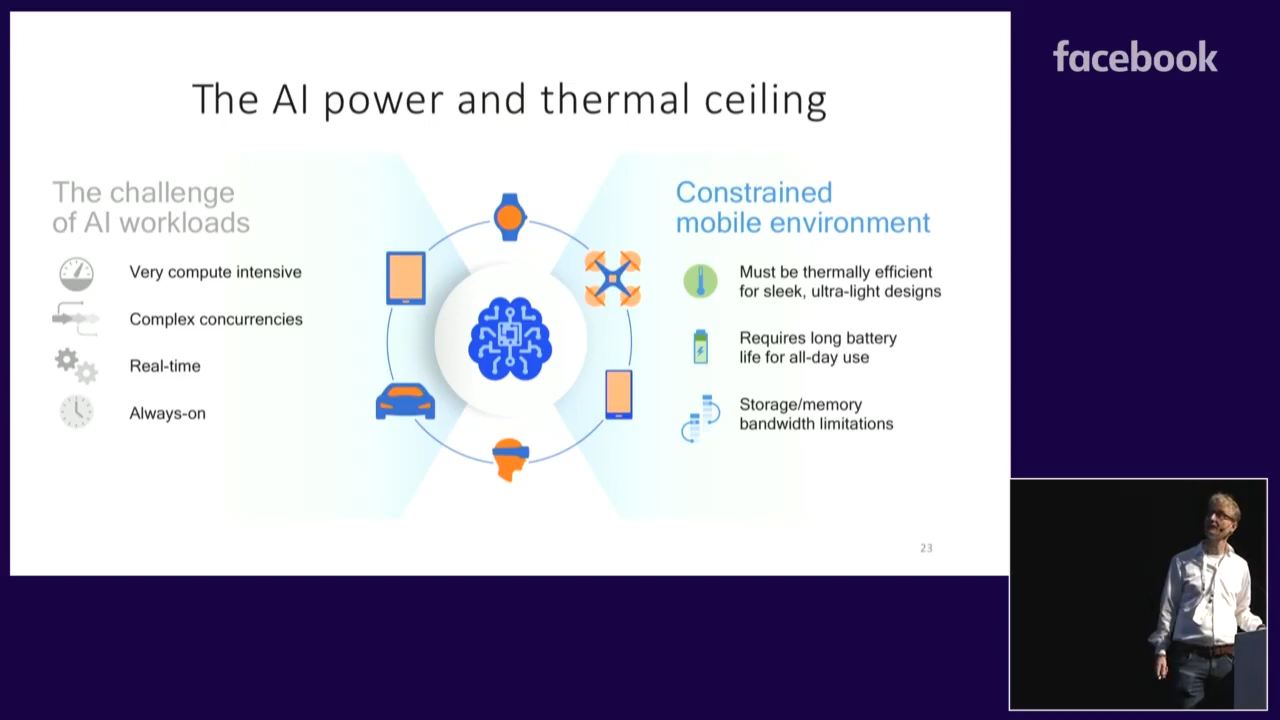 facebook
The AI power and thermal ceiling
The challenge
of AI workloads
Very compute intensive
Complex concurrencies
Real-time
Always-on
Constrained
mobile environment
Must be thermally efficient
for sleek, ultra-light designs
Requires long battery
life for all-day use
Storage/memory
bandwidth limitations
23